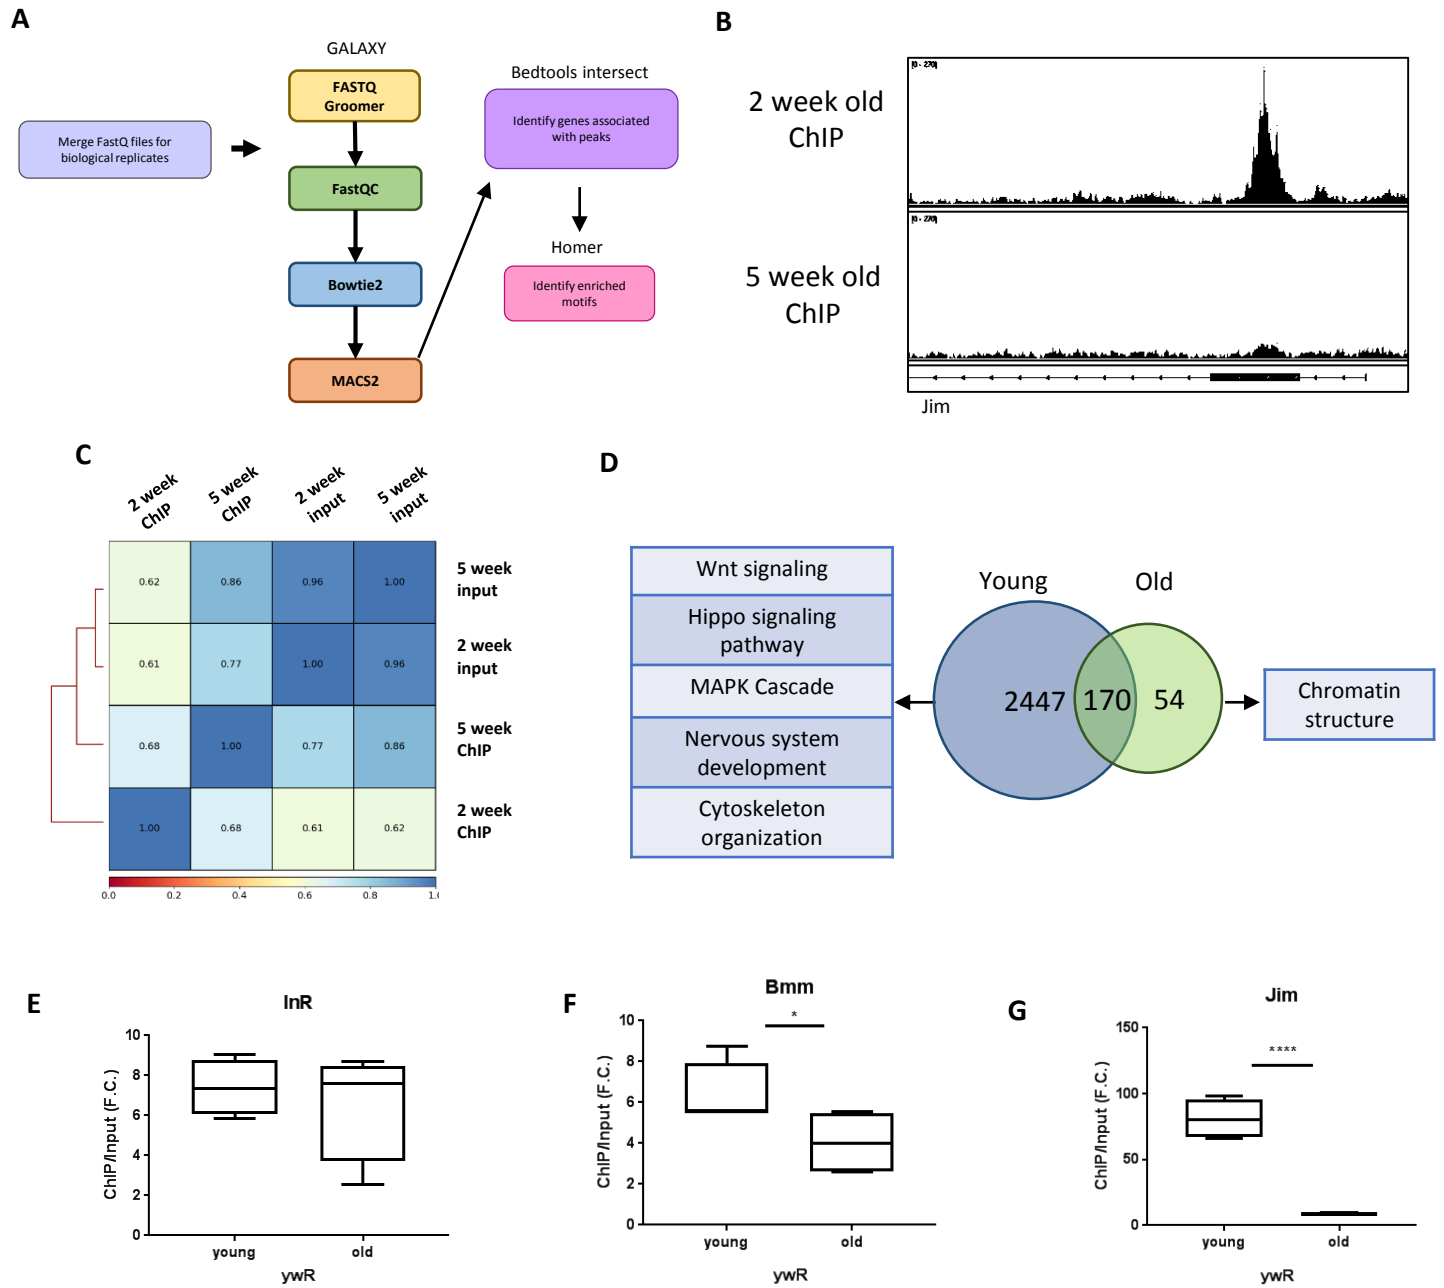 A
GALAXY
FASTQ
Groomer
FastQC
Bowtie2
MACS2
Merge FastQ files for
biological replicates
Bedtools intersect
Identify genes associated
with peaks
Homer
Identify enriched
motifs
B
2 week old
ChIP
[0 - 270]
5 week old
ChIP
[0 - 270]
Jim
C
2 week
ChIP
5 week
ChIP
2 week
input
5 week
input
0.62 0.86 0.96 1.00
5 week
input
0.61 0.77 1.00 0.96
2 week
input
0.68 1.00 0.77 0.86
5 week
ChIP
1.00 0.68 0.61 0.62
2 week
ChIP
0.0 0.2 0.4 0.6 0.8 1.0
D
Wnt signaling
Hippo signaling
pathway
MAPK Cascade
Nervous system
development
Cytoskeleton
organization
Young
Old
2447 170 54
Chromatin
structure
E
InR
ChIP/Input (F.C.)
10
8
6
4
2
0
young old
ywR
F
Bmm
*
ChIP/Input (F.C.)
10
8
6
4
2
0
young old
ywR
G
Jim
****
ChIP/Input (F.C.)
150
100
50
0
young old
ywR